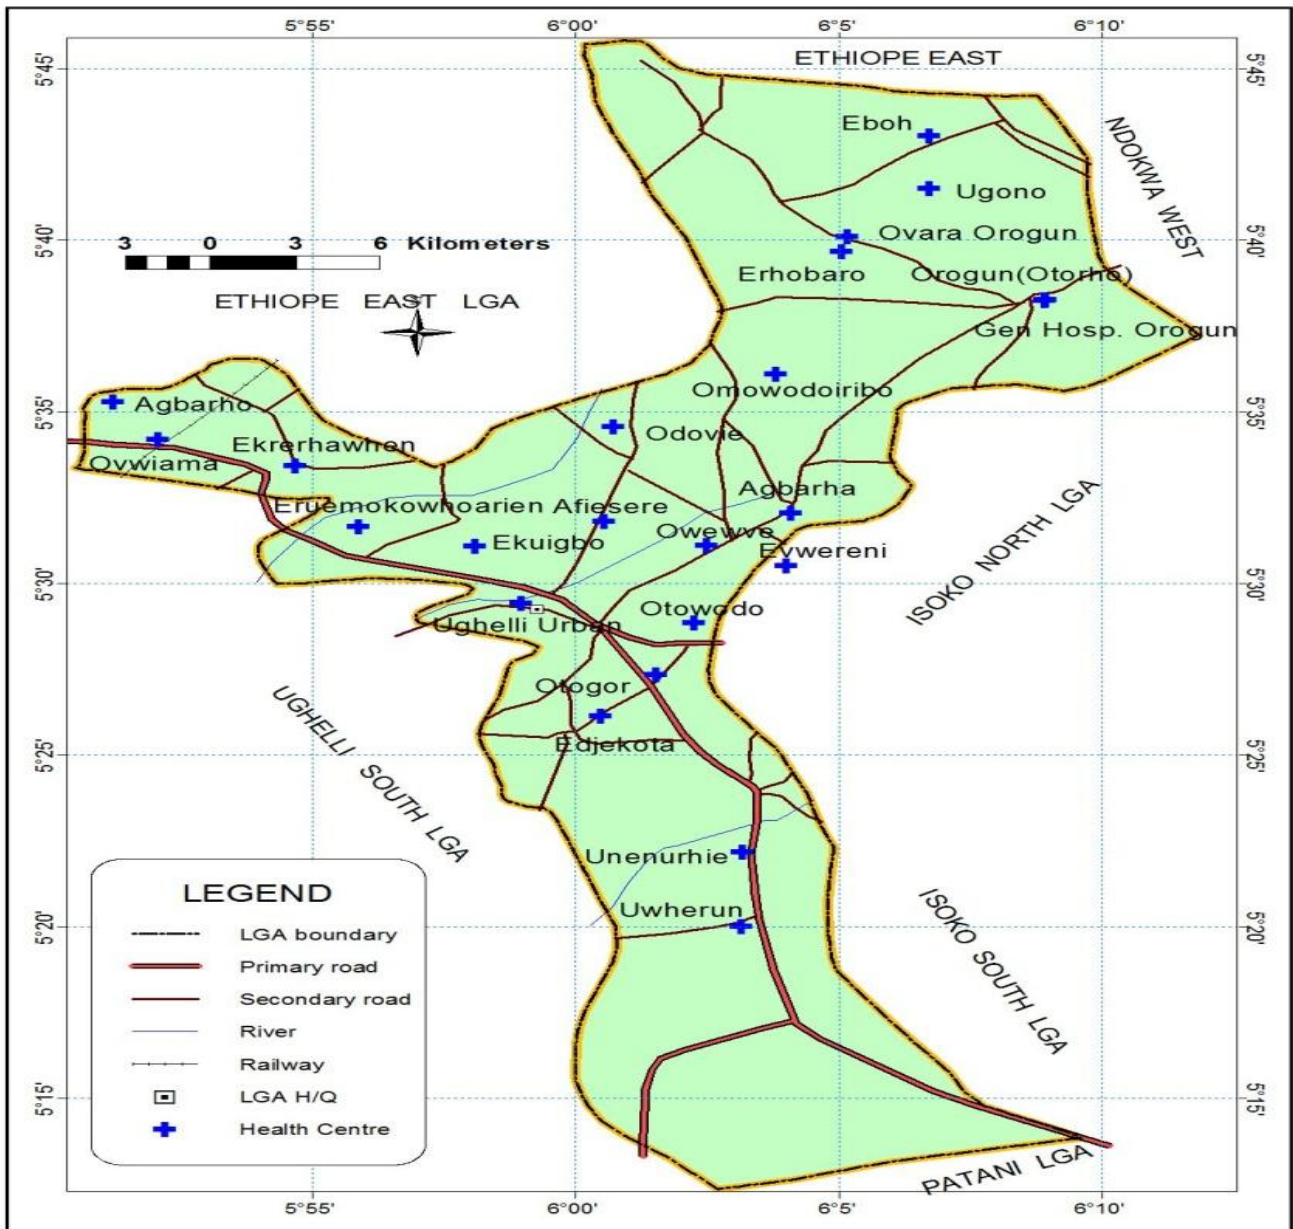 5°55' 6°00' 6°5' 6°10'
5°45' ETHIOPE EAST 5°45'
Eboh
NDOKWA WEST
Ugono
Ovara Orogun
5°40' 3 0 3 6 Kilometers 5°40'
Erhobaro Orogun(Otorho)
ETHIOPE EAST LGA
Gen Hosp. Orogun
Omowodoiribo
5°35' Agbarho 5°35'
Odovie
Ekrerhawhen
Ovwiama
Agbarha
Eruemokowhoarien Afiesere
Owewve
Ekuigbo
Evwereni
ISOKO NORTH LGA
5°30' 5°30'
Otowodo
Ughelli Urban
Otogor
UGHELLI SOUTH LGA
Edjekota
5°25' 5°25'
Unenurhie
LEGEND
Uwherun
5°20' 5°20'
ISOKO SOUTH LGA
LGA boundary
Primary road
Secondary road
River
Railway
LGA H/Q
5°15' 5°15'
Health Centre
PATANI LGA
5°55' 6°00' 6°5' 6°10'